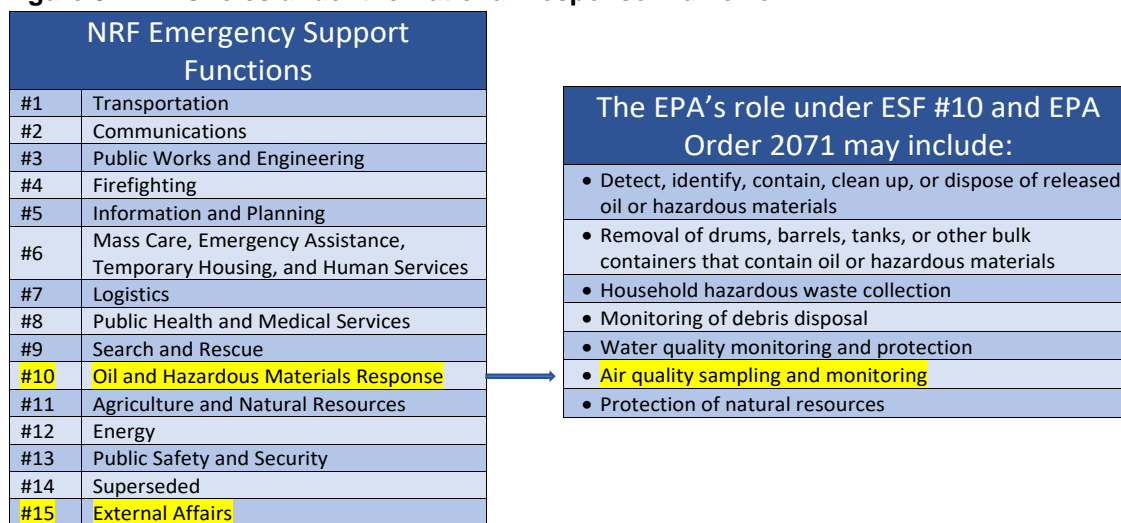 roles under the National Response Framework
NRF Emergency Support
Functions
#1 Transportation
#2 Communications
#3 Public Works and Engineering
#4 Firefighting
#5 Information and Planning
#6 Mass Care, Emergency Assistance,
Temporary Housing, and Human Services
#7 Logistics
#8 Public Health and Medical Services
#9 Search and Rescue
#10 Oil and Hazardous Materials Response
#11 Agriculture and Natural Resources
#12 Energy
#13 Public Safety and Security
#14 Superseded
#15 External Affairs
The EPA’s role under ESF #10 and EPA
Order 2071 may include:
• Detect, identify, contain, clean up, or dispose of released
oil or hazardous materials
• Removal of drums, barrels, tanks, or other bulk
containers that contain oil or hazardous materials
• Household hazardous waste collection
• Monitoring of debris disposal
• Water quality monitoring and protection
• Air quality sampling and monitoring
• Protection of natural resources